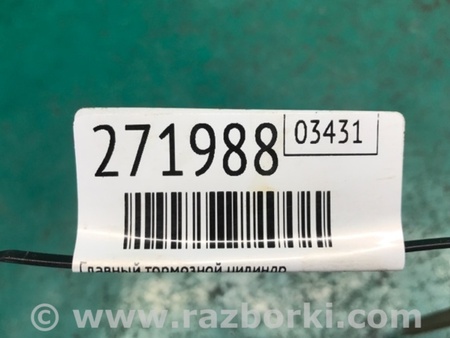 271988
03431
Главный тормозной цилиндр
© www.razborki.com